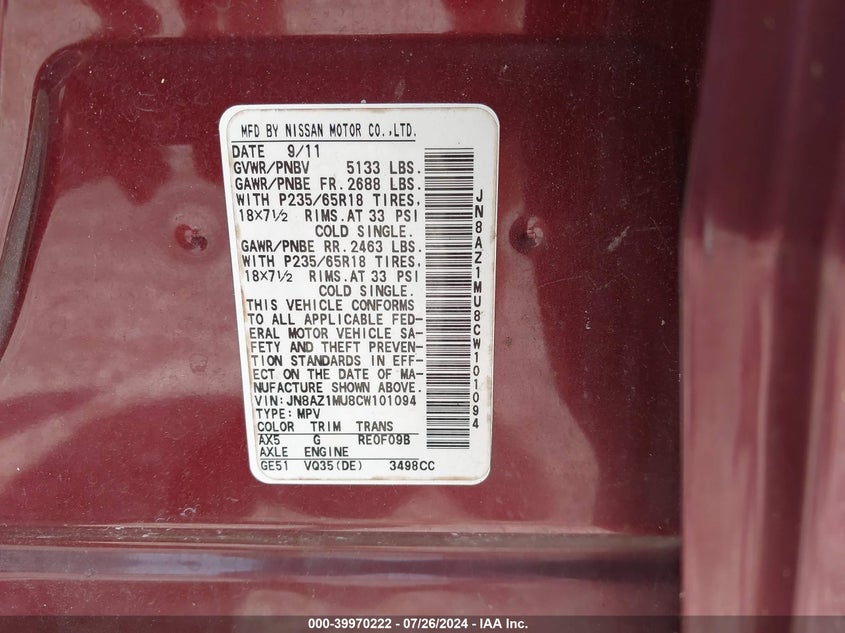 MFD BY NISSAN MOTOR CO.,LTD.
DATE 9/11
GVWR/PNBV 5133 LBS.
GAWR/PNBE FR. 2688 LBS.
WITH P235/65R18 TIRES,
18X7½ RIMS. AT 33 PSI
COLD SINGLE.
GAWR/PNBE RR. 2463 LBS.
WITH P235/65R18 TIRES,
18X7½ RIMS. AT 33 PSI
COLD SINGLE.
THIS VEHICLE CONFORMS
TO ALL APPLICABLE FED-
ERAL MOTOR VEHICLE SA-
FETY AND THEFT PREVEN-
TION STANDARDS IN EFF-
ECT ON THE DATE OF MA-
NUFACTURE SHOWN ABOVE.
VIN: JN8AZ1MU8CW101094
TYPE: MPV
COLOR TRIM TRANS
AX5 G RE0F09B
AXLE ENGINE
GE51 VQ35(DE) 3498CC
JN8AZ1MU8CW101094
000-39970222 - 07/26/2024 - IAA Inc.